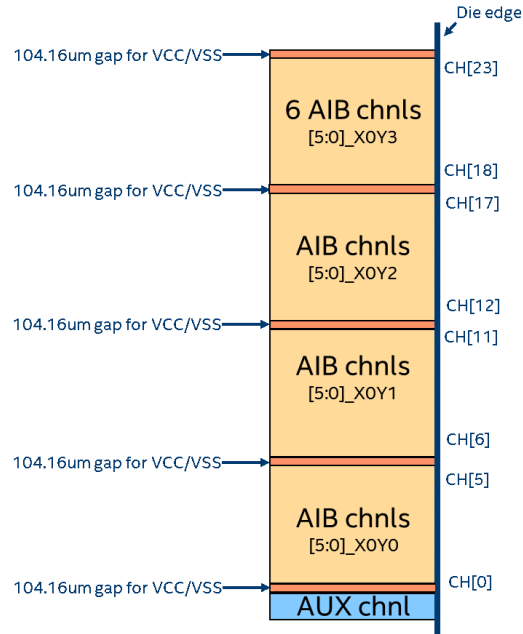 Die edge
104.16um gap for VCC/VSS
CH[23]
6 AIB chnls
[5:0]_X0Y3
CH[18]
104.16um gap for VCC/VSS
CH[17]
AIB chnls
[5:0]_X0Y2
CH[12]
104.16um gap for VCC/VSS
CH[11]
AIB chnls
[5:0]_X0Y1
CH[6]
104.16um gap for VCC/VSS
CH[5]
AIB chnls
[5:0]_X0Y0
CH[0]
104.16um gap for VCC/VSS
AUX chnl